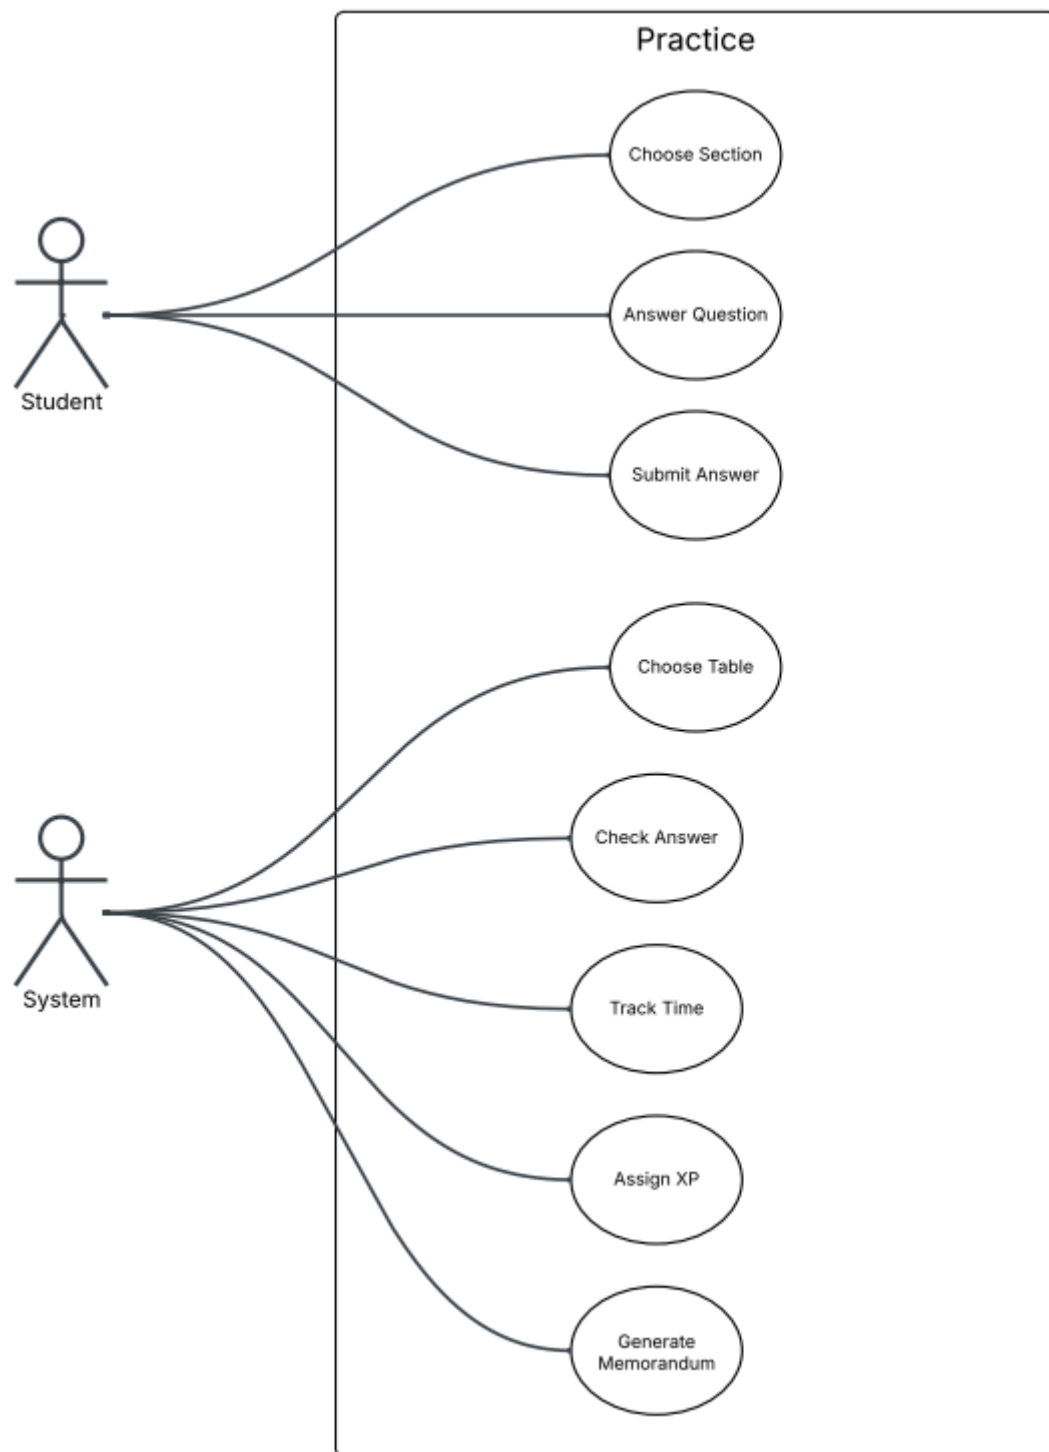 Practice
Choose Section
Answer Question
Student
Submit Answer
Choose Table
Check Answer
System
Track Time
Assign XP
Generate
Memorandum